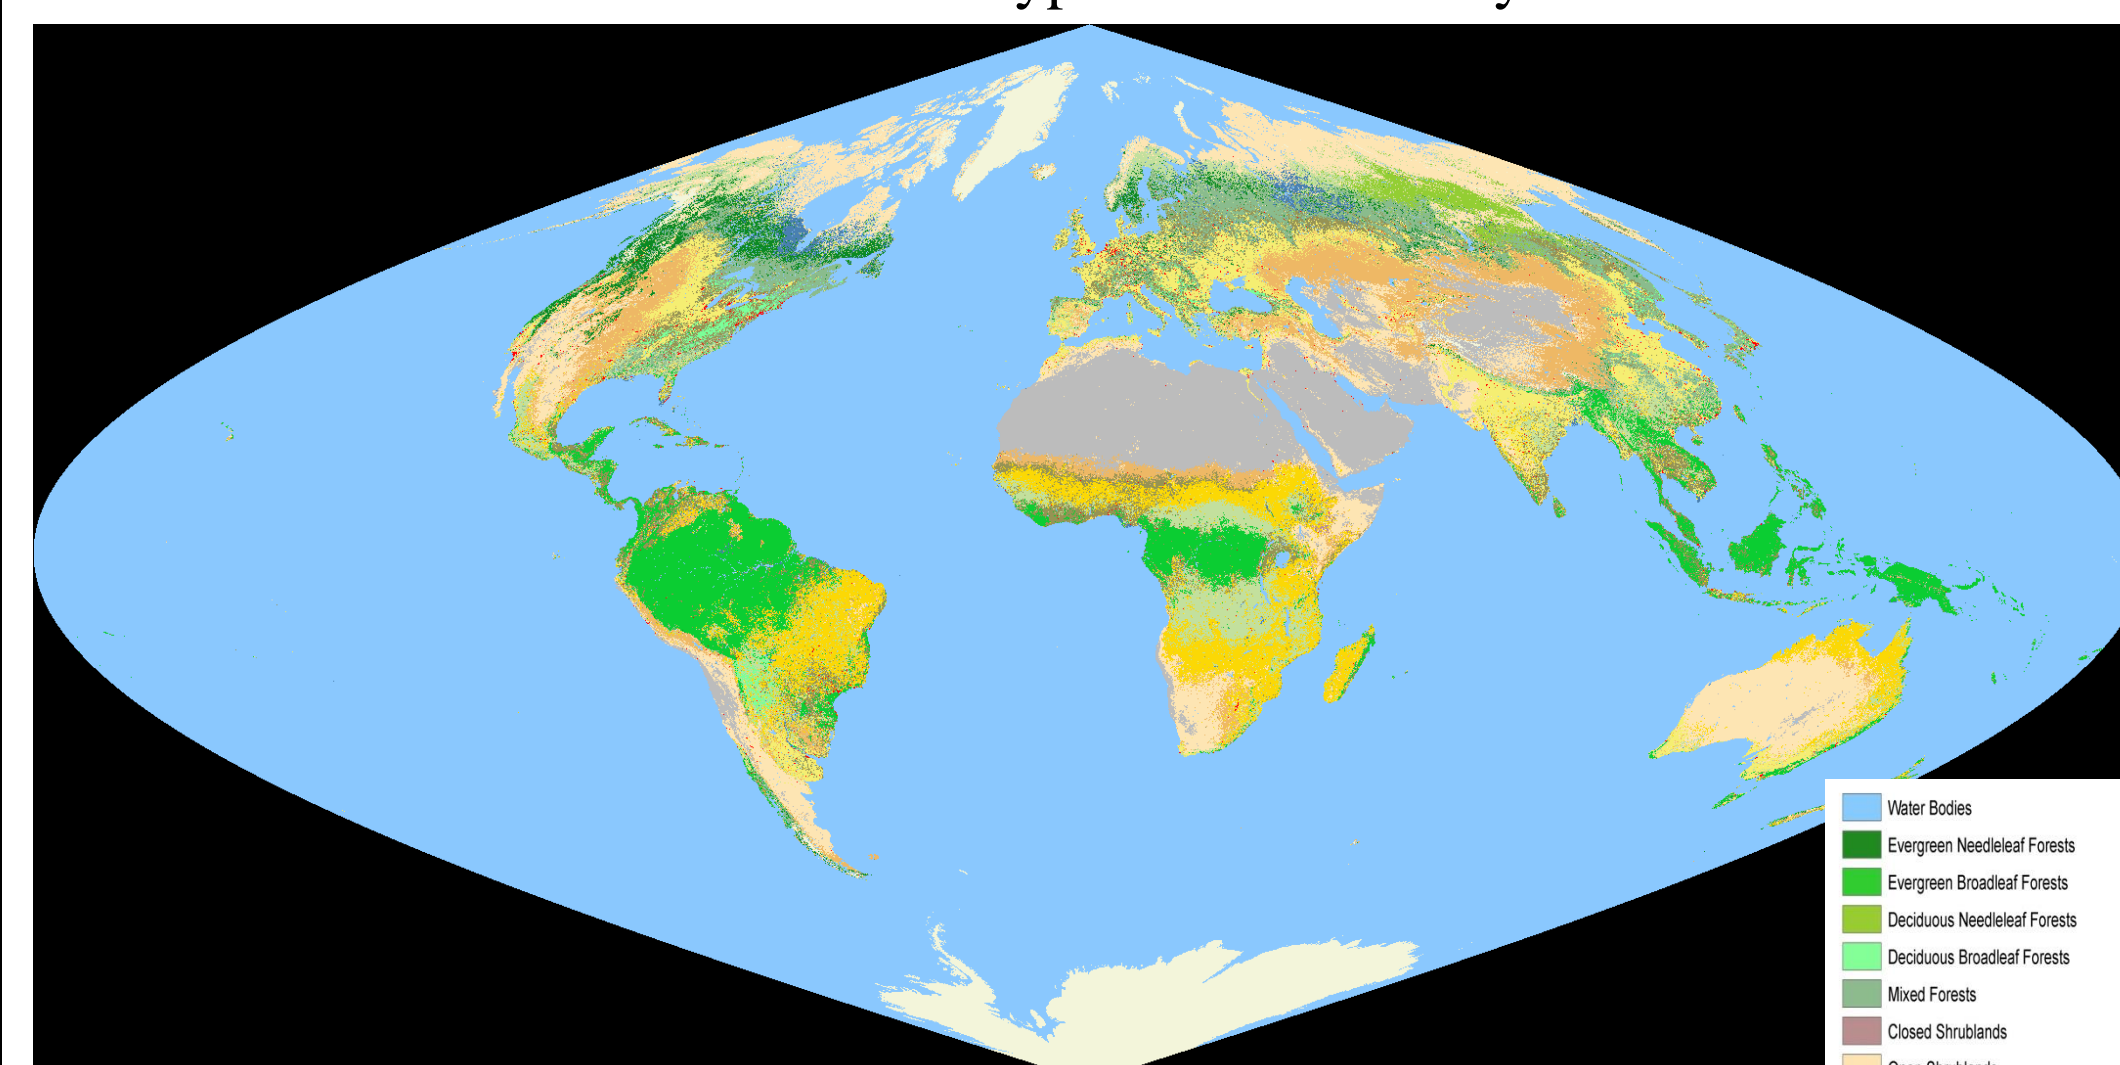 Water Bodies
Evergreen Needleleaf Forests
Evergreen Broadleaf Forests
Deciduous Needleleaf Forests
Deciduous Broadleaf Forests
Mixed Forests
Closed Shrublands